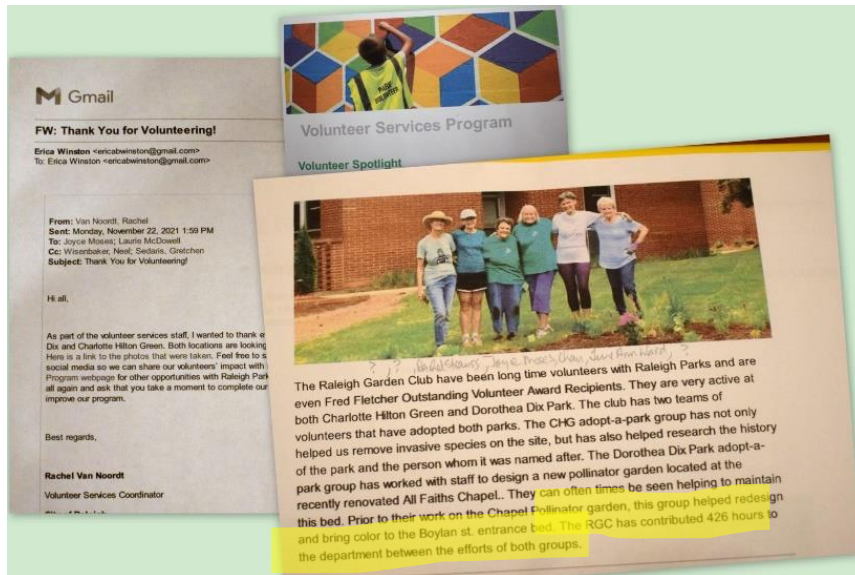 Gmail
FW: Thank You for Volunteering!
Erica Winston <ericabwinston@gmail.com>
To: Erica Winston <ericabwinston@gmail.com>
From: Van Noordt, Rachel
Sent: Monday, November 22, 2021 1:59 PM
To: Joyce Moses; Laurie McDowell
Cc: Wisenbaker, Neel; Sedaris, Gretchen
Subject: Thank You for Volunteering!
Hi all,
As part of the volunteer services staff, I wanted to thank
Dix and Charlotte Hilton Green. Both locations are looking
Here is a link to the photos that were taken. Feel free to
social media so we can share our volunteers' impact with
Program webpage for other opportunities with Raleigh
all again and ask that you take a moment to complete our
improve our program.
Best regards,
Rachel Van Noordt
Volunteer Services Coordinator
VOLUNTEER
Volunteer Services Program
Volunteer Spotlight
? , ? , Strauss, Joyce Moses, , Ann Ward, ?
The Raleigh Garden Club have been long time volunteers with Raleigh Parks and are
even Fred Fletcher Outstanding Volunteer Award Recipients. They are very active at
both Charlotte Hilton Green and Dorothea Dix Park. The club has two teams of
volunteers that have adopted both parks. The CHG adopt-a-park group has not only
helped us remove invasive species on the site, but has also helped research the history
of the park and the person whom it was named after. The Dorothea Dix Park adopt-a-
park group has worked with staff to design a new pollinator garden located at the
recently renovated All Faiths Chapel.. They can often times be seen helping to maintain
this bed. Prior to their work on the Chapel Pollinator garden, this group helped redesign
and bring color to the Boylan st. entrance bed. The RGC has contributed 426 hours to
the department between the efforts of both groups.